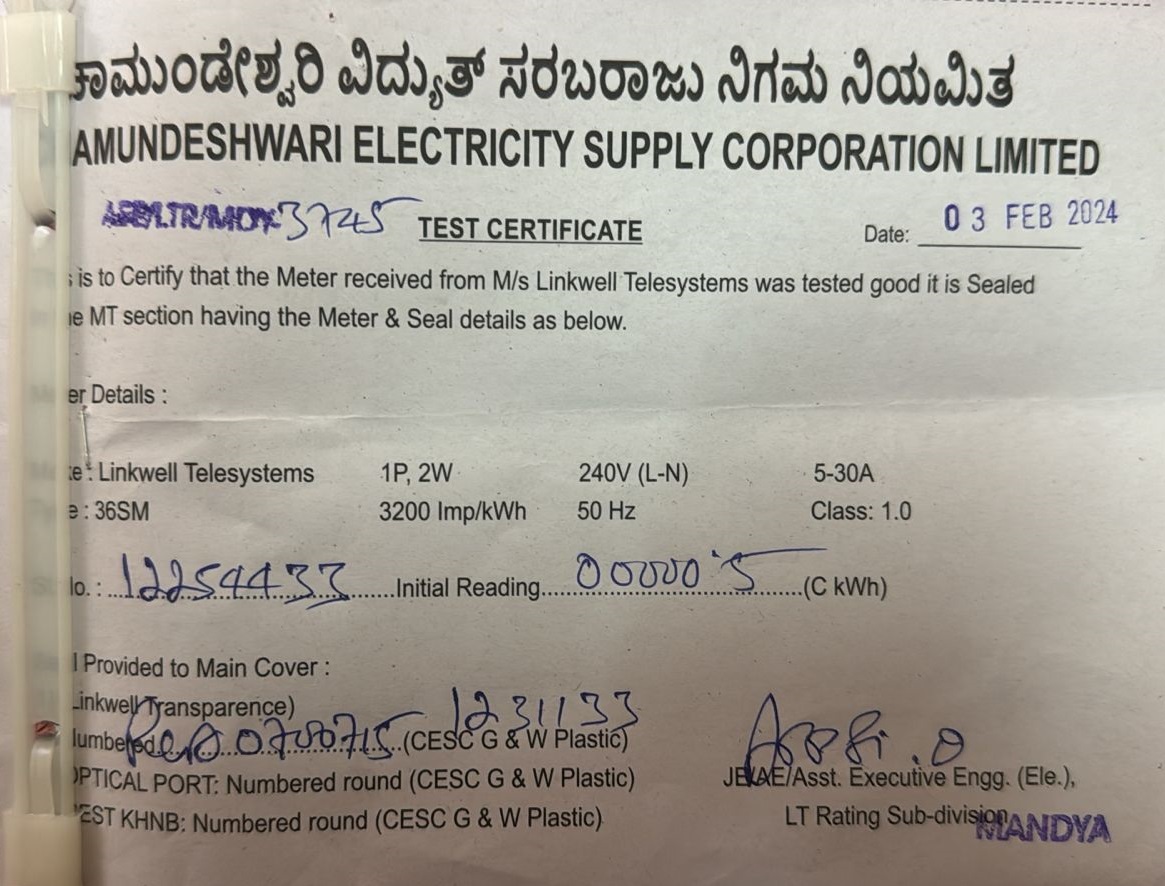 ಚಾಮುಂಡೇಶ್ವರಿ ವಿದ್ಯುತ್ ಸರಬರಾಜು ನಿಗಮ ನಿಯಮಿತ
AMUNDESHWARI ELECTRICITY SUPPLY CORPORATION LIMITED
3745 TEST CERTIFICATE Date: 03 FEB 2024
is to Certify that the Meter received from M/s Linkwell Telesystems was tested good it is Sealed
e MT section having the Meter & Seal details as below.
er Details :
e : Linkwell Telesystems 1P, 2W 240V (L-N) 5-30A
e : 36SM 3200 Imp/kWh 50 Hz Class: 1.0
lo. : 12254433 Initial Reading 00000'5 (C kWh)
l Provided to Main Cover :
Linkwell Transparence) 1231133
lumbered 0700715 (CESC G & W Plastic)
OPTICAL PORT: Numbered round (CESC G & W Plastic) JE/AE/Asst. Executive Engg. (Ele.),
EST KHNB: Numbered round (CESC G & W Plastic) LT Rating Sub-division MANDYA